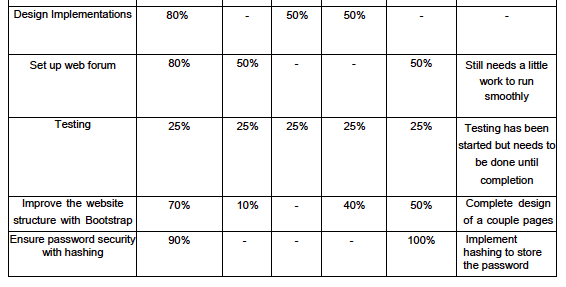 Design Implementations 80% - 50% 50% - -
Set up web forum 80% 50% - - 50% Still needs a little
work to run
smoothly
Testing 25% 25% 25% 25% 25% Testing has been
started but needs to
be done until
completion
Improve the website 70% 10% - 40% 50% Complete design
structure with Bootstrap of a couple pages
Ensure password security 90% - - - 100% Implement
with hashing hashing to store
the password